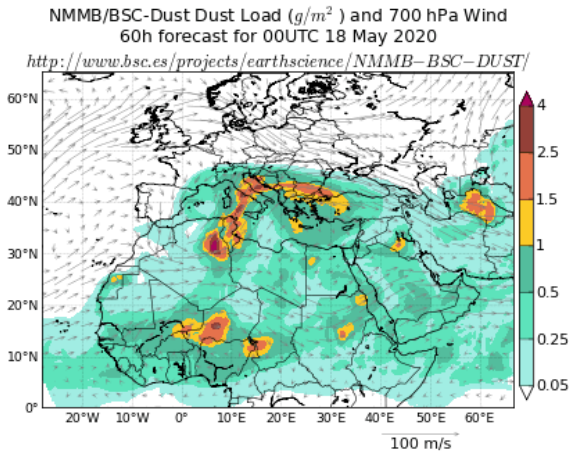 NMMB/BSC-Dust Dust Load (g/m² ) and 700 hPa Wind
60h forecast for 00UTC 18 May 2020
http://www.bsc.es/projects/earthscience/NMMB−BSC−DUST/
60°N
50°N
40°N
30°N
20°N
10°N
0°
20°W 10°W 0° 10°E 20°E 30°E 40°E 50°E 60°E
4
2.5
1.5
1
0.5
0.25
0.05
100 m/s